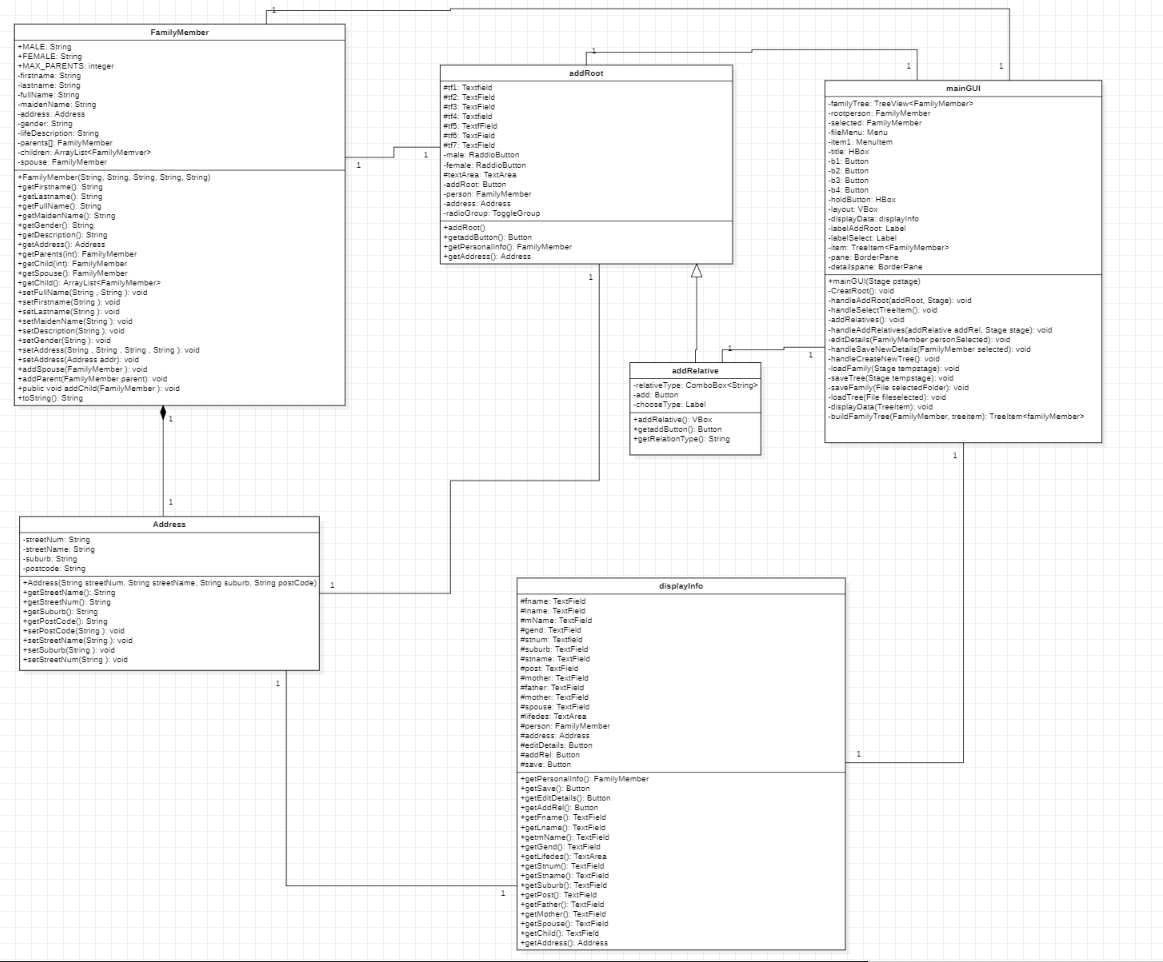 1
FamilyMember
+MALE: String
+FEMALE: String
+MAX_PARENTS: integer
-firstname: String
-lastname: String
-fullName: String
-maidenName: String
-address: Address
-gender: String
-lifeDescription: String
-parents[]: FamilyMember
-children: ArrayList<FamilyMemver>
-spouse: FamilyMember
+FamilyMember(String, String, String, String, String)
+getFirstname(): String
+getLastname(): String
+getFullName(): String
+getMaidenName(): String
+getGender(): String
+getDescription(): String
+getAddress(): Address
+getParents(int): FamilyMember
+getChild(int): FamilyMember
+getSpouse(): FamilyMember
+getChild(): ArrayList<FamilyMember>
+setFullName(String , String ): void
+setFirstname(String ): void
+setLastname(String ): void
+setMaidenName(String ): void
+setDescription(String ): void
+setGender(String ): void
+setAddress(String , String , String , String ): void
+setAddress(Address addr): void
+addSpouse(FamilyMember ): void
+addParent(FamilyMember parent): void
+public void addChild(FamilyMember ): void
+toString(): String
1
1
1
addRoot
#tf1: Textfield
#tf2: TextField
#tf3: TextField
#tf4: Textfield
#tf5: TextfField
#tf6: TextField
#tf7: TextField
-male: RaddioButton
-female: RaddioButton
#textArea: TextArea
-addRoot: Button
-person: FamilyMember
-address: Address
-radioGroup: ToggleGroup
+addRoot()
+getaddButton(): Button
+getPersonalInfo(): FamilyMember
+getAddress(): Address
1
1
1
mainGUI
-familyTree: TreeView<FamilyMember>
-rootperson: FamilyMember
-selected: FamilyMember
-fileMenu: Menu
-item1: MenuItem
-title: HBox
-b1: Button
-b2: Button
-b3: Button
-b4: Button
-holdButton: HBox
-layout: VBox
-displayData: displayInfo
-labelAddRoot: Label
-labelSelect: Label
-item: TreeItem<FamilyMember>
-pane: BorderPane
-detailspane: BorderPane
+mainGUI(Stage pstage)
-CreatRoot(): void
-handleAddRoot(addRoot, Stage): void
-handleSelectTreeItem(): void
-addRelatives(): void
-handleAddRelatives(addRelative addRel, Stage stage): void
-editDetails(FamilyMember personSelected): void
-handleSaveNewDetails(FamilyMember selected): void
-handleCreateNewTree(): void
-loadFamily(Stage tempstage): void
-saveTree(Stage tempstage): void
-saveFamily(File selectedFolder): void
-loadTree(File fileselected): void
-displayData(TreeItem): void
-buildFamilyTree(FamilyMember, treeitem): TreeItem<familyMember>
1
1
addRelative
-relativeType: ComboBox<String>
-add: Button
-chooseType: Label
+addRelative(): VBox
+getaddButton(): Button
+getRelationType(): String
1
1
1
Address
-streetNum: String
-streetName: String
-suburb: String
-postcode: String
+Address(String streetNum, String streetName, String suburb, String postCode)
+getStreetName(): String
+getStreetNum(): String
+getSuburb(): String
+getPostCode(): String
+setPostCode(String ): void
+setStreetName(String ): void
+setSuburb(String ): void
+setStreetNum(String ): void
1
1
displayInfo
#fname: TextField
#lname: TextField
#mName: TextField
#gend: TextField
#stnum: Textfield
#suburb: TextField
#stname: TextField
#post: TextField
#mother: TextField
#father: TextField
#mother: TextField
#spouse: TextField
#lifedes: TextArea
#person: FamilyMember
#address: Address
#editDetails: Button
#addRel: Button
#save: Button
+getPersonalInfo(): FamilyMember
+getSave(): Button
+getEditDetails(): Button
+getAddRel(): Button
+getFname(): TextField
+getLname(): TextField
+getmName(): TextField
+getGend(): TextField
+getLifedes(): TextArea
+getStnum(): TextField
+getStname(): TextField
+getSuburb(): TextField
+getPost(): TextField
+getFather(): TextField
+getMother(): TextField
+getSpouse(): TextField
+getChild(): TextField
+getAddress(): Address
1
1